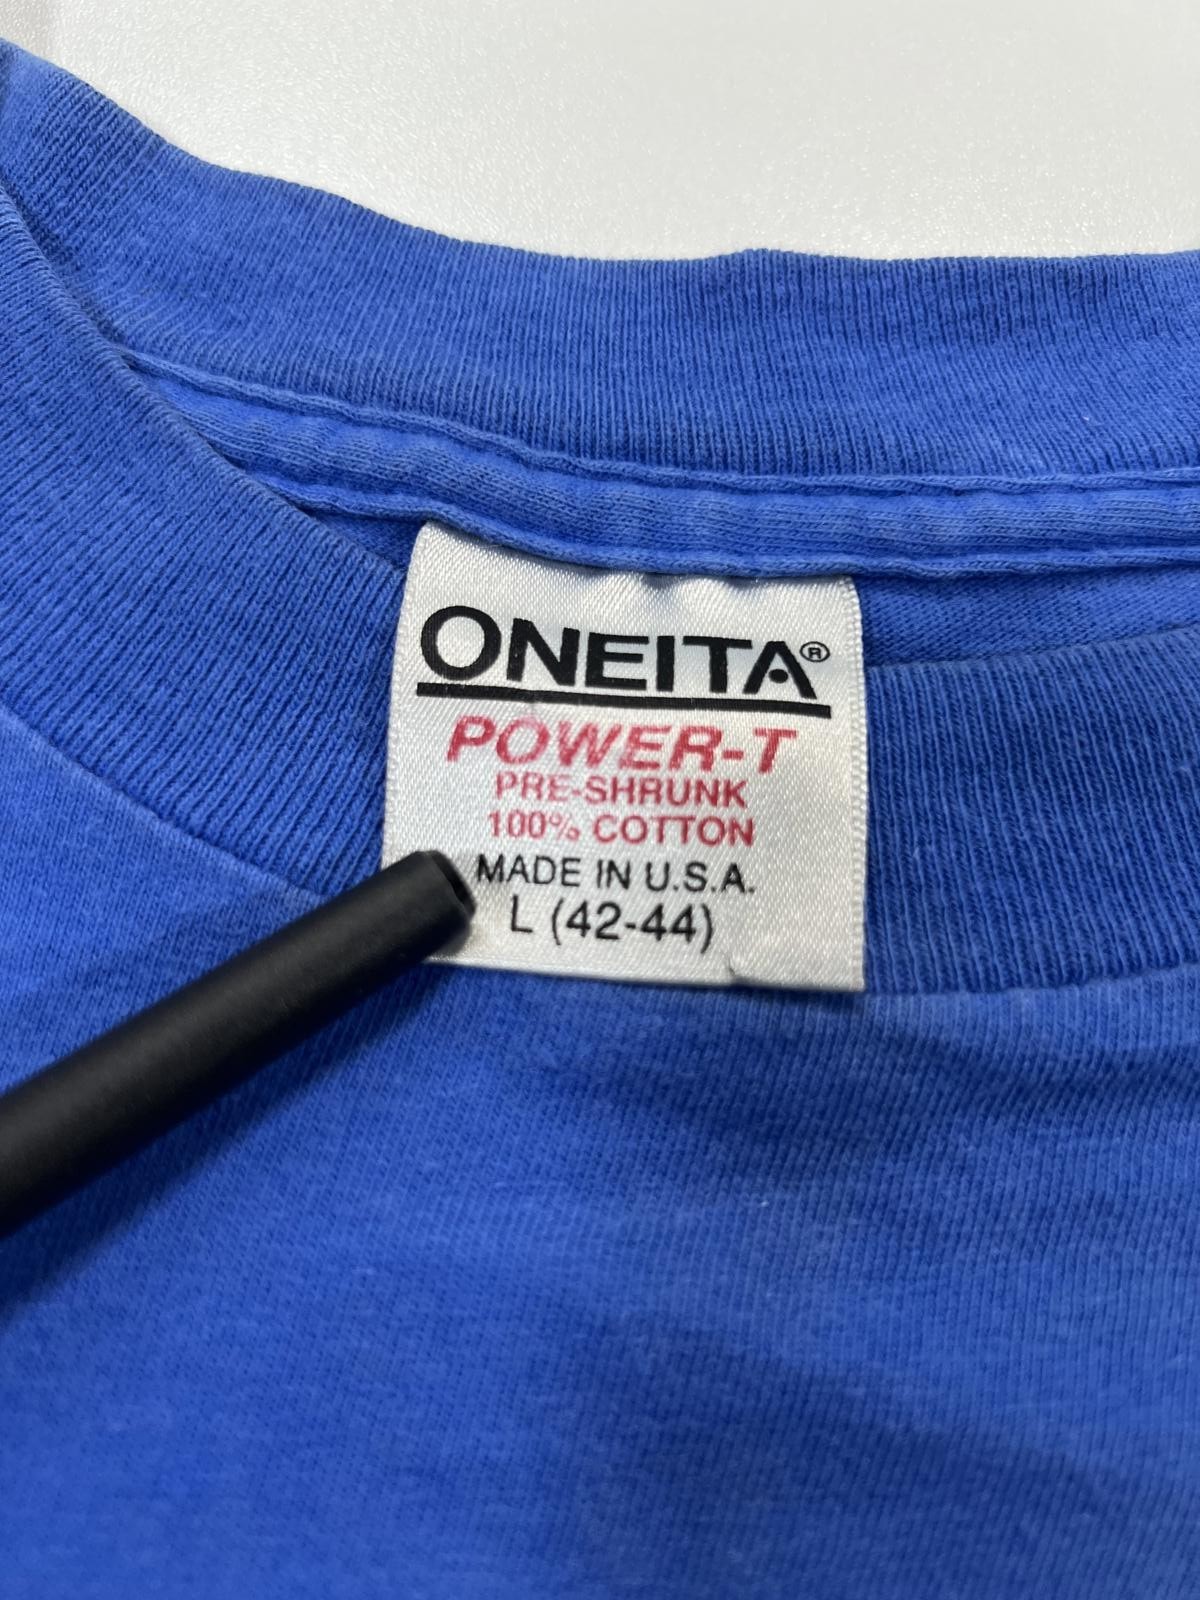 ONEITA®
POWER-T
PRE-SHRUNK
100% COTTON
MADE IN U.S.A.
L (42-44)